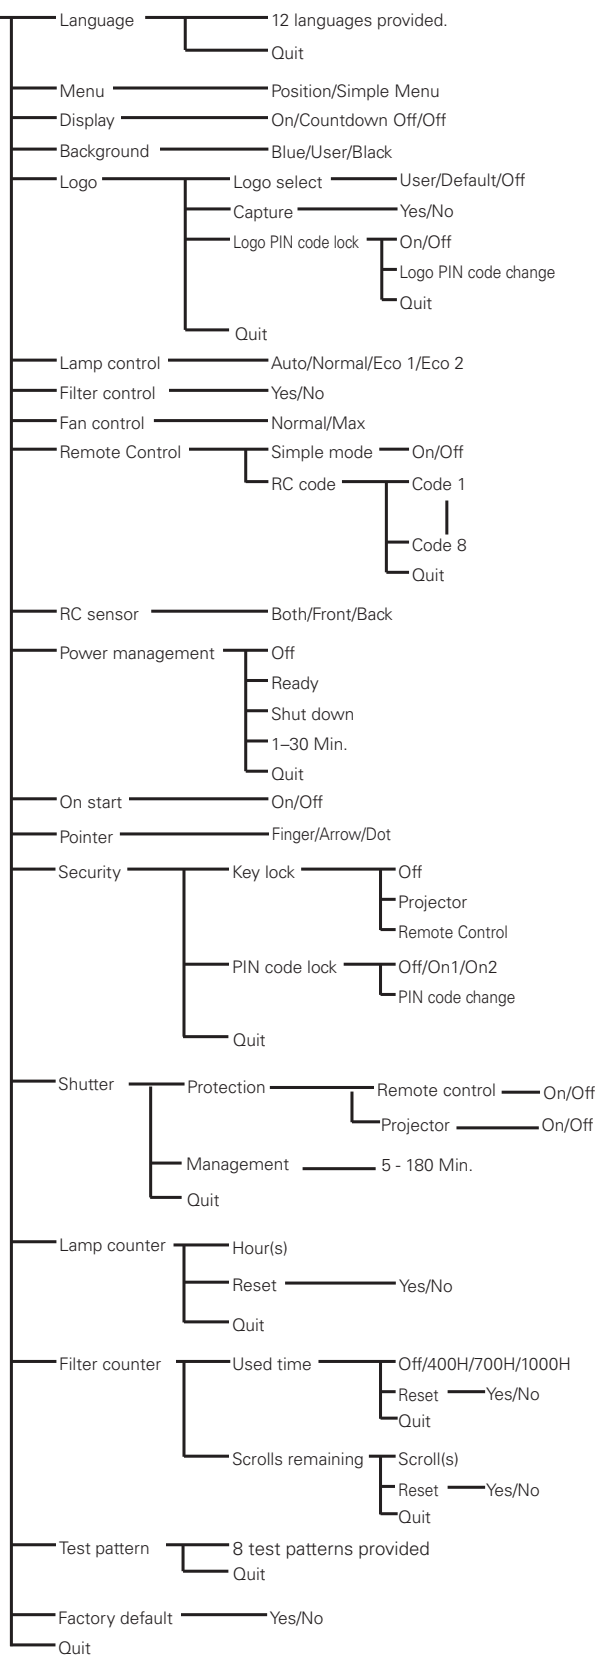 Language 12 languages provided.
Quit
Menu Position/Simple Menu
Display On/Countdown Off/Off
Background Blue/User/Black
Logo Logo select User/Default/Off
Capture Yes/No
Logo PIN code lock On/Off
Logo PIN code change
Quit
Quit
Lamp control Auto/Normal/Eco 1/Eco 2
Filter control Yes/No
Fan control Normal/Max
Remote Control Simple mode On/Off
RC code Code 1
Code 8
Quit
RC sensor Both/Front/Back
Power management Off
Ready
Shut down
1–30 Min.
Quit
On start On/Off
Pointer Finger/Arrow/Dot
Security Key lock Off
Projector
Remote Control
PIN code lock Off/On1/On2
PIN code change
Quit
Shutter Protection Remote control On/Off
Projector On/Off
Management 5 - 180 Min.
Quit
Lamp counter Hour(s)
Reset Yes/No
Quit
Filter counter Used time Off/400H/700H/1000H
Reset Yes/No
Quit
Scrolls remaining Scroll(s)
Reset Yes/No
Quit
Test pattern 8 test patterns provided
Quit
Factory default Yes/No
Quit